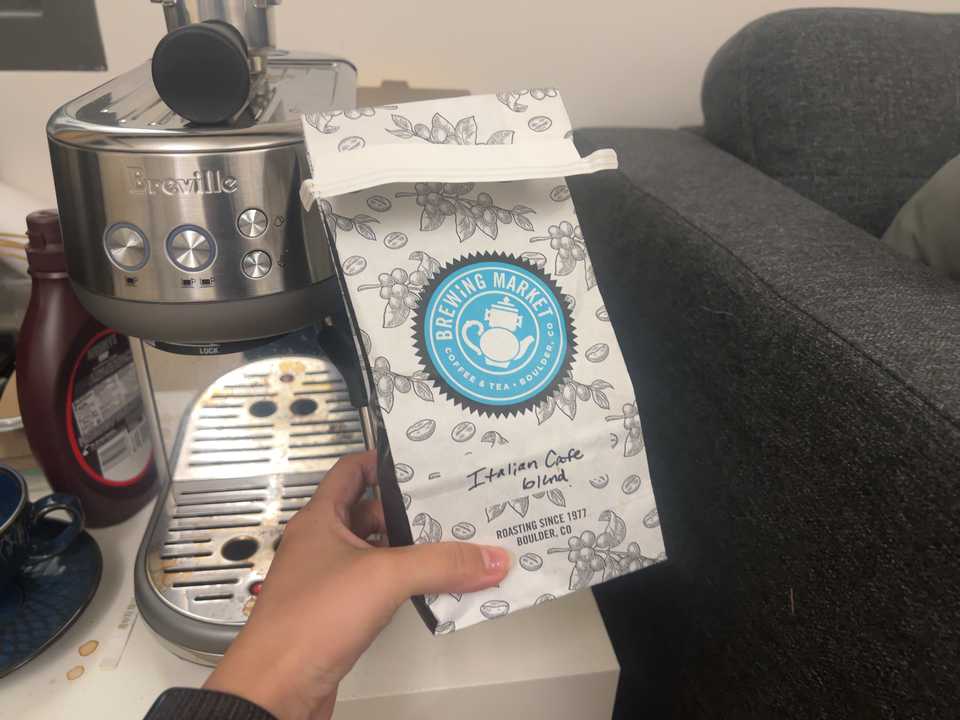 Breville
LOCK
BREWiNG MARKET
COFFEE & TEA • BOULDER, CO
Italian Cafe
blend.
ROASTING SINCE 1977
BOULDER, CO